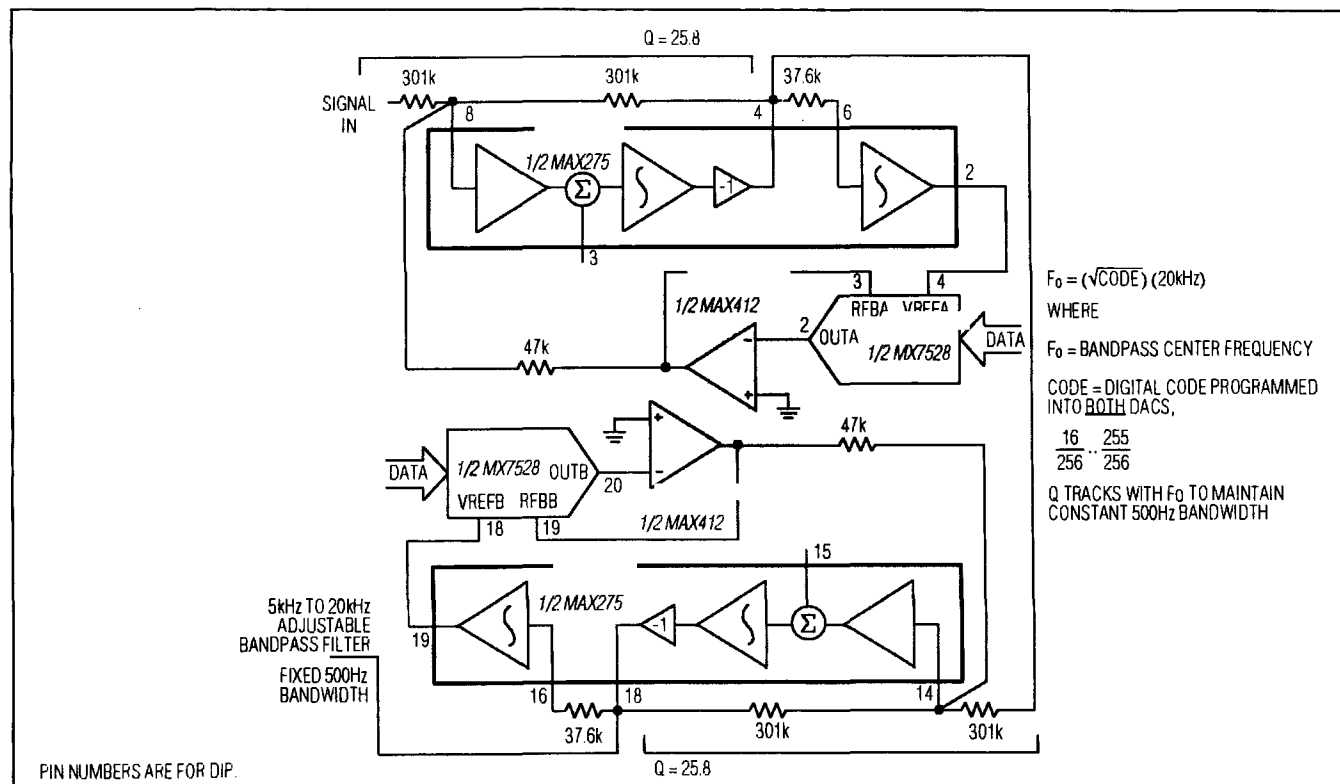 Q = 25.8
301k
301k
37.6k
SIGNAL
IN
8
4
6
1/2 MAX275
Σ
-1
2
3
3
4
RFBA
VREFA
1/2 MAX412
2
OUTA
1/2 MX7528
DATA
47k
F₀ = (√CODE) (20kHz)
WHERE
F₀ = BANDPASS CENTER FREQUENCY
CODE = DIGITAL CODE PROGRAMMED
INTO BOTH DACS,
16/256 .. 255/256
Q TRACKS WITH F₀ TO MAINTAIN
CONSTANT 500Hz BANDWIDTH
+
-
-
+
47k
DATA
1/2 MX7528
OUTB
20
VREFB
RFBB
18
19
1/2 MAX412
15
5kHz TO 20kHz
ADJUSTABLE
BANDPASS FILTER
FIXED 500Hz
BANDWIDTH
19
1/2 MAX275
-1
Σ
16
18
14
37.6k
301k
301k
Q = 25.8
PIN NUMBERS ARE FOR DIP.